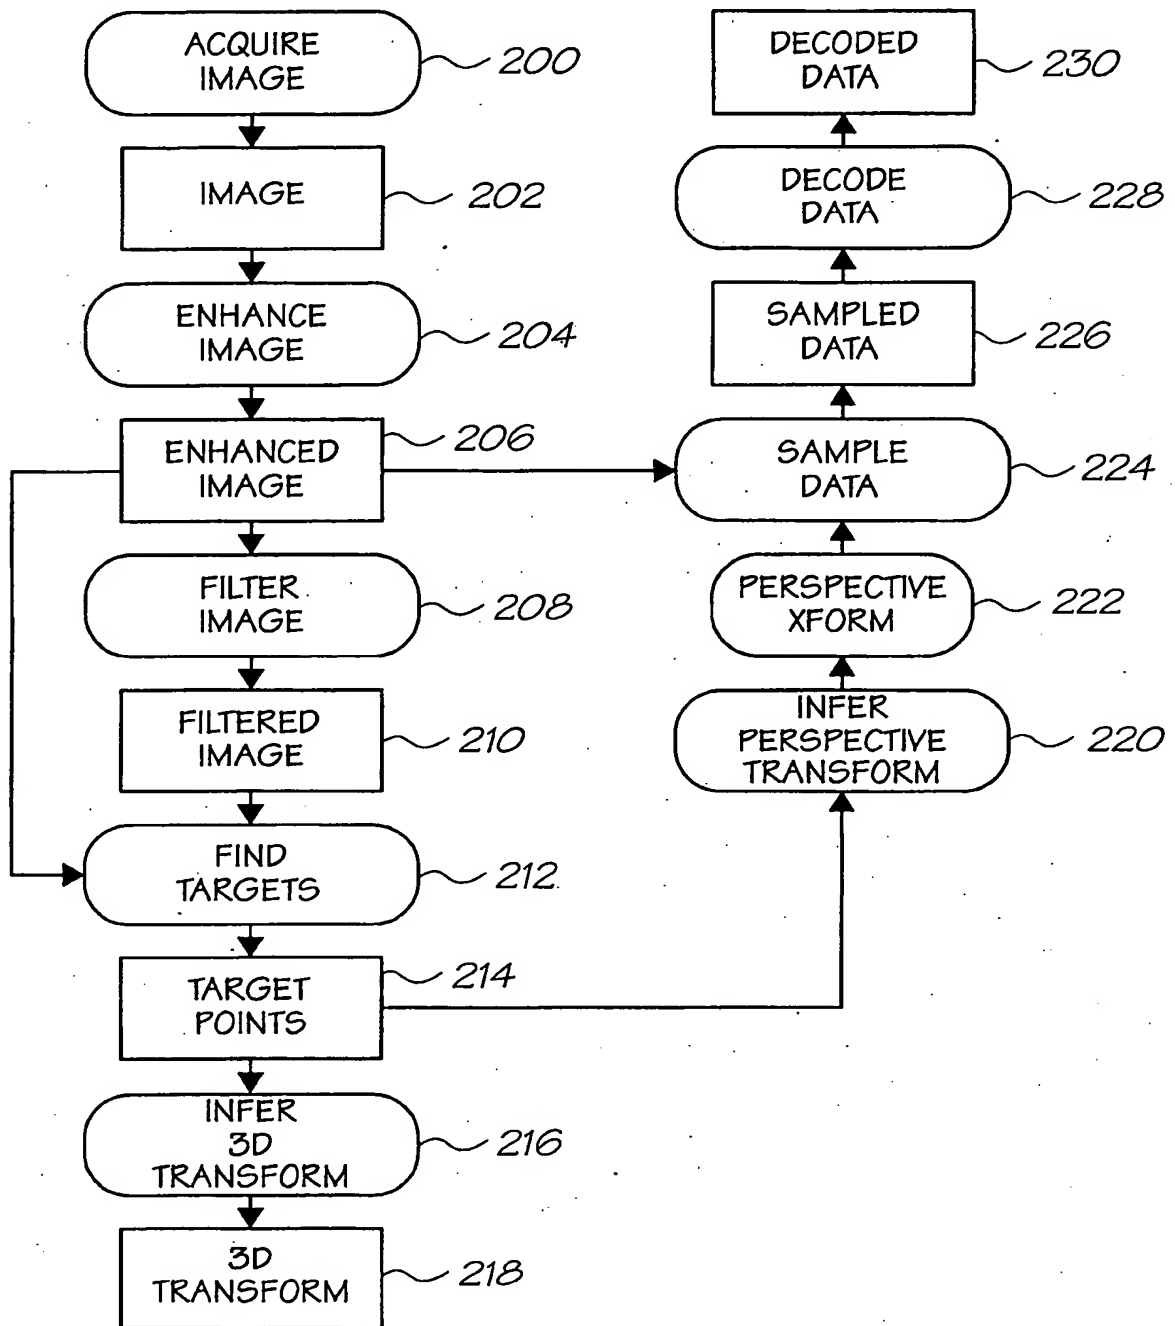 ACQUIRE
IMAGE
200
IMAGE
202
ENHANCE
IMAGE
204
ENHANCED
IMAGE
206
FILTER
IMAGE
208
FILTERED
IMAGE
210
FIND
TARGETS
212
TARGET
POINTS
214
INFER
3D
TRANSFORM
216
3D
TRANSFORM
218
DECODED
DATA
230
DECODE
DATA
228
SAMPLED
DATA
226
SAMPLE
DATA
224
PERSPECTIVE
XFORM
222
INFER
PERSPECTIVE
TRANSFORM
220